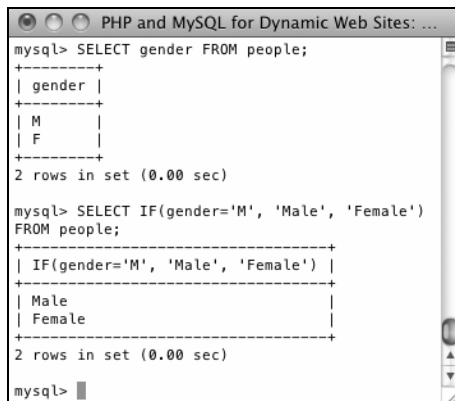 PHP and MySQL for Dynamic Web Sites: ...
mysql> SELECT gender FROM people;
+--------+
| gender |
+--------+
| M      |
| F      |
+--------+
2 rows in set (0.00 sec)
mysql> SELECT IF(gender='M', 'Male', 'Female')
FROM people;
+----------------------------------+
| IF(gender='M', 'Male', 'Female') |
+----------------------------------+
| Male                             |
| Female                           |
+----------------------------------+
2 rows in set (0.00 sec)
mysql>